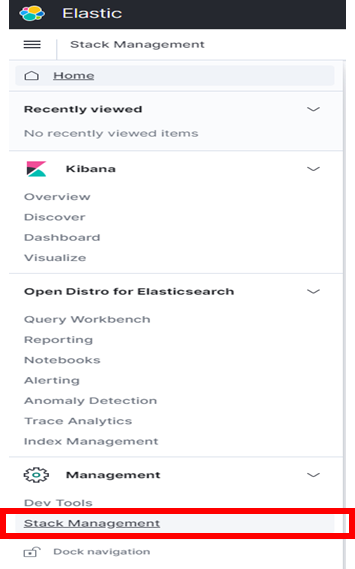 Elastic
Stack Management
Home
Recently viewed
No recently viewed items
Kibana
Overview
Discover
Dashboard
Visualize
Open Distro for Elasticsearch
Query Workbench
Reporting
Notebooks
Alerting
Anomaly Detection
Trace Analytics
Index Management
Management
Dev Tools
Stack Management
Dock navigation